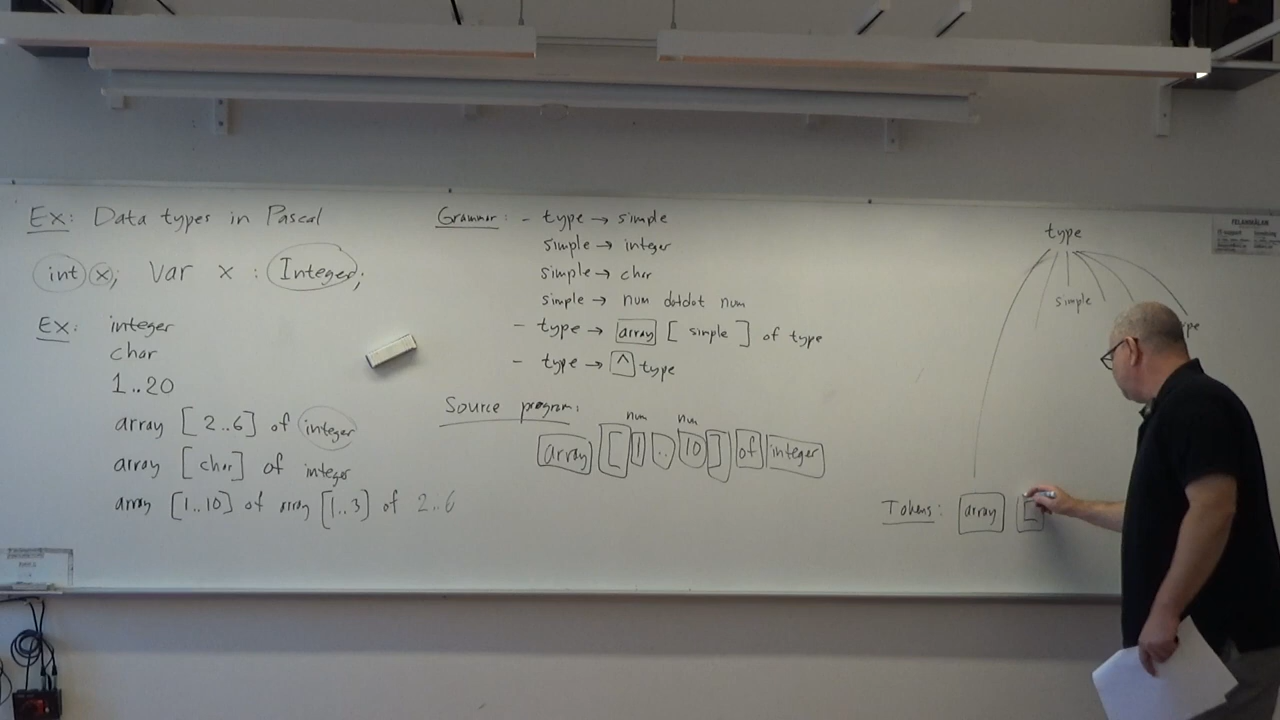 Ex: Data types in Pascal
int x; Var x : Integer;
Ex: integer
char
1..20
array [ 2..6] of integer
array [char] of integer
array [1..10] of array [1..3] of 2..6
Grammar: - type → simple
simple → integer
simple → char
simple → num dotdot num
- type → array [ simple ] of type
- type → ^ type
Source program:
num num
array [ 1 .. 10 ] of integer
type
simple
Tokens: array [